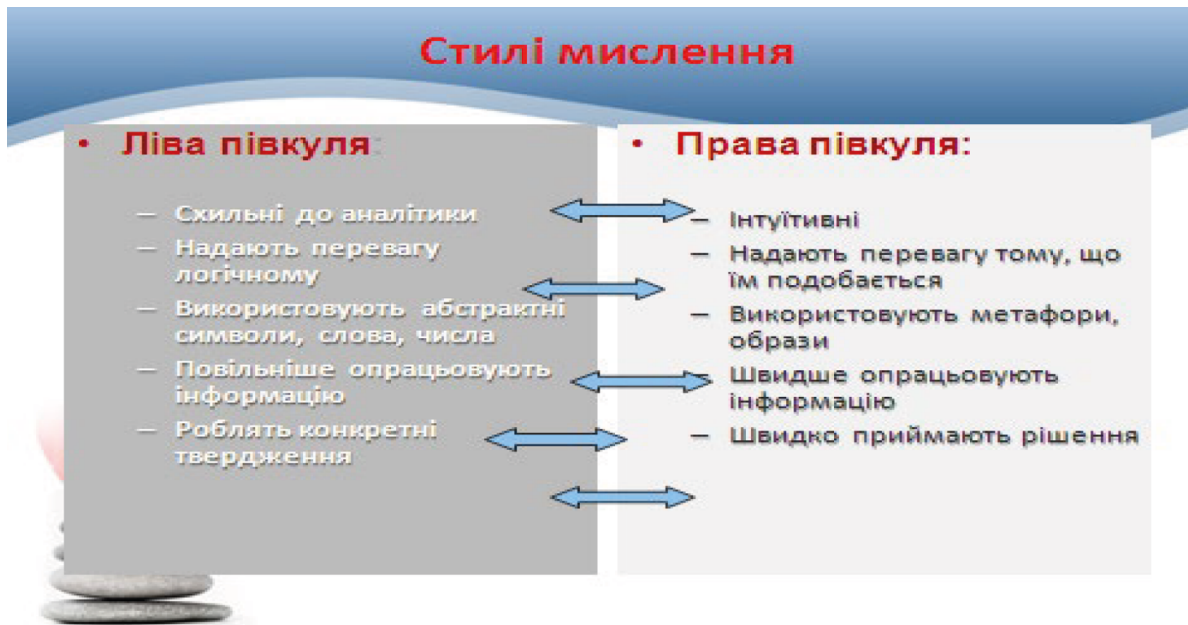 Стилі мислення
• Ліва півкуля:
– Схильні до аналітики
– Надають перевагу
логічному
– Використовують абстрактні
символи, слова, числа
– Повільніше опрацьовують
інформацію
– Роблять конкретні
твердження
• Права півкуля:
– Інтуїтивні
– Надають перевагу тому, що
їм подобається
– Використовують метафори,
образи
– Швидше опрацьовують
інформацію
– Швидко приймають рішення